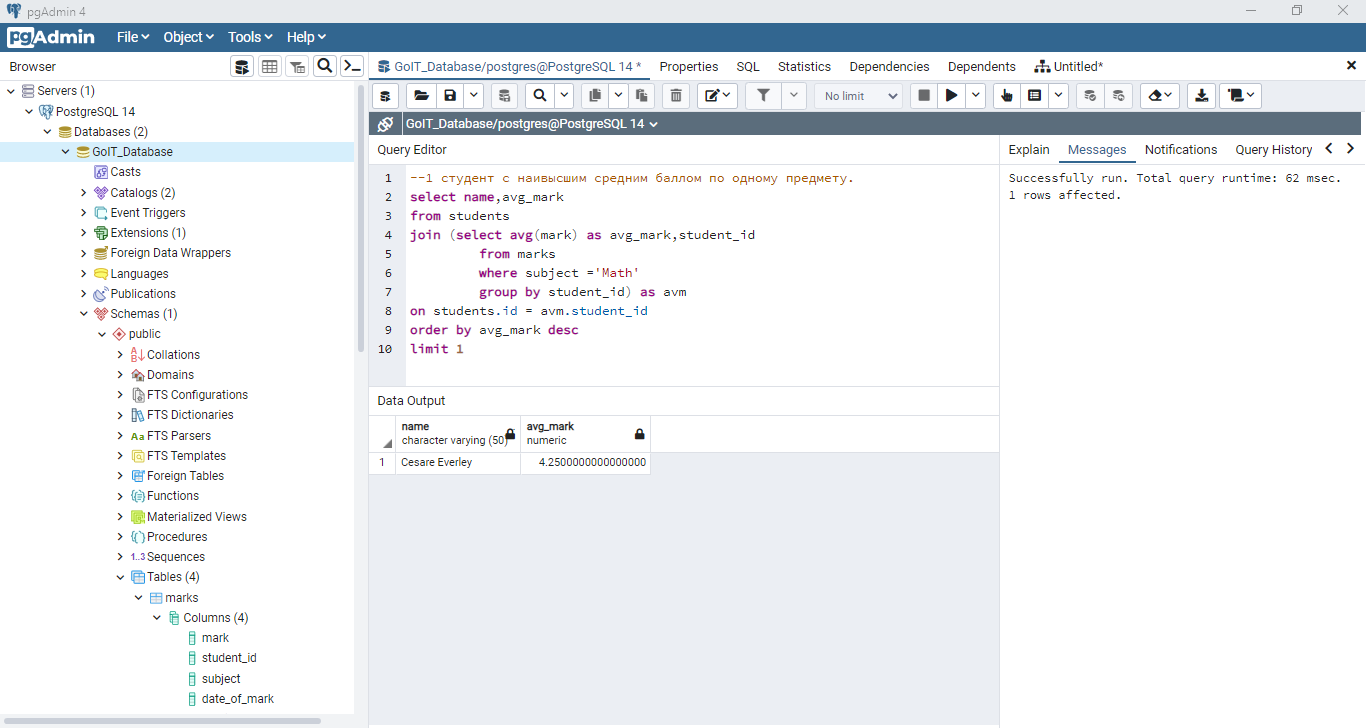 pgAdmin 4
pgAdmin File Object Tools Help
Browser
Servers (1)
PostgreSQL 14
Databases (2)
GoIT_Database
Casts
Catalogs (2)
Event Triggers
Extensions (1)
Foreign Data Wrappers
Languages
Publications
Schemas (1)
public
Collations
Domains
FTS Configurations
FTS Dictionaries
FTS Parsers
FTS Templates
Foreign Tables
Functions
Materialized Views
Procedures
1..3 Sequences
Tables (4)
marks
Columns (4)
mark
student_id
subject
date_of_mark
GoIT_Database/postgres@PostgreSQL 14 * Properties SQL Statistics Dependencies Dependents Untitled*
No limit
GoIT_Database/postgres@PostgreSQL 14
Query Editor
1 --1 студент с наивысшим средним баллом по одному предмету.
2 select name,avg_mark
3 from students
4 join (select avg(mark) as avg_mark,student_id
5 from marks
6 where subject ='Math'
7 group by student_id) as avm
8 on students.id = avm.student_id
9 order by avg_mark desc
10 limit 1
Data Output
name avg_mark
character varying (50) numeric
1 Cesare Everley 4.2500000000000000
Explain Messages Notifications Query History
Successfully run. Total query runtime: 62 msec.
1 rows affected.